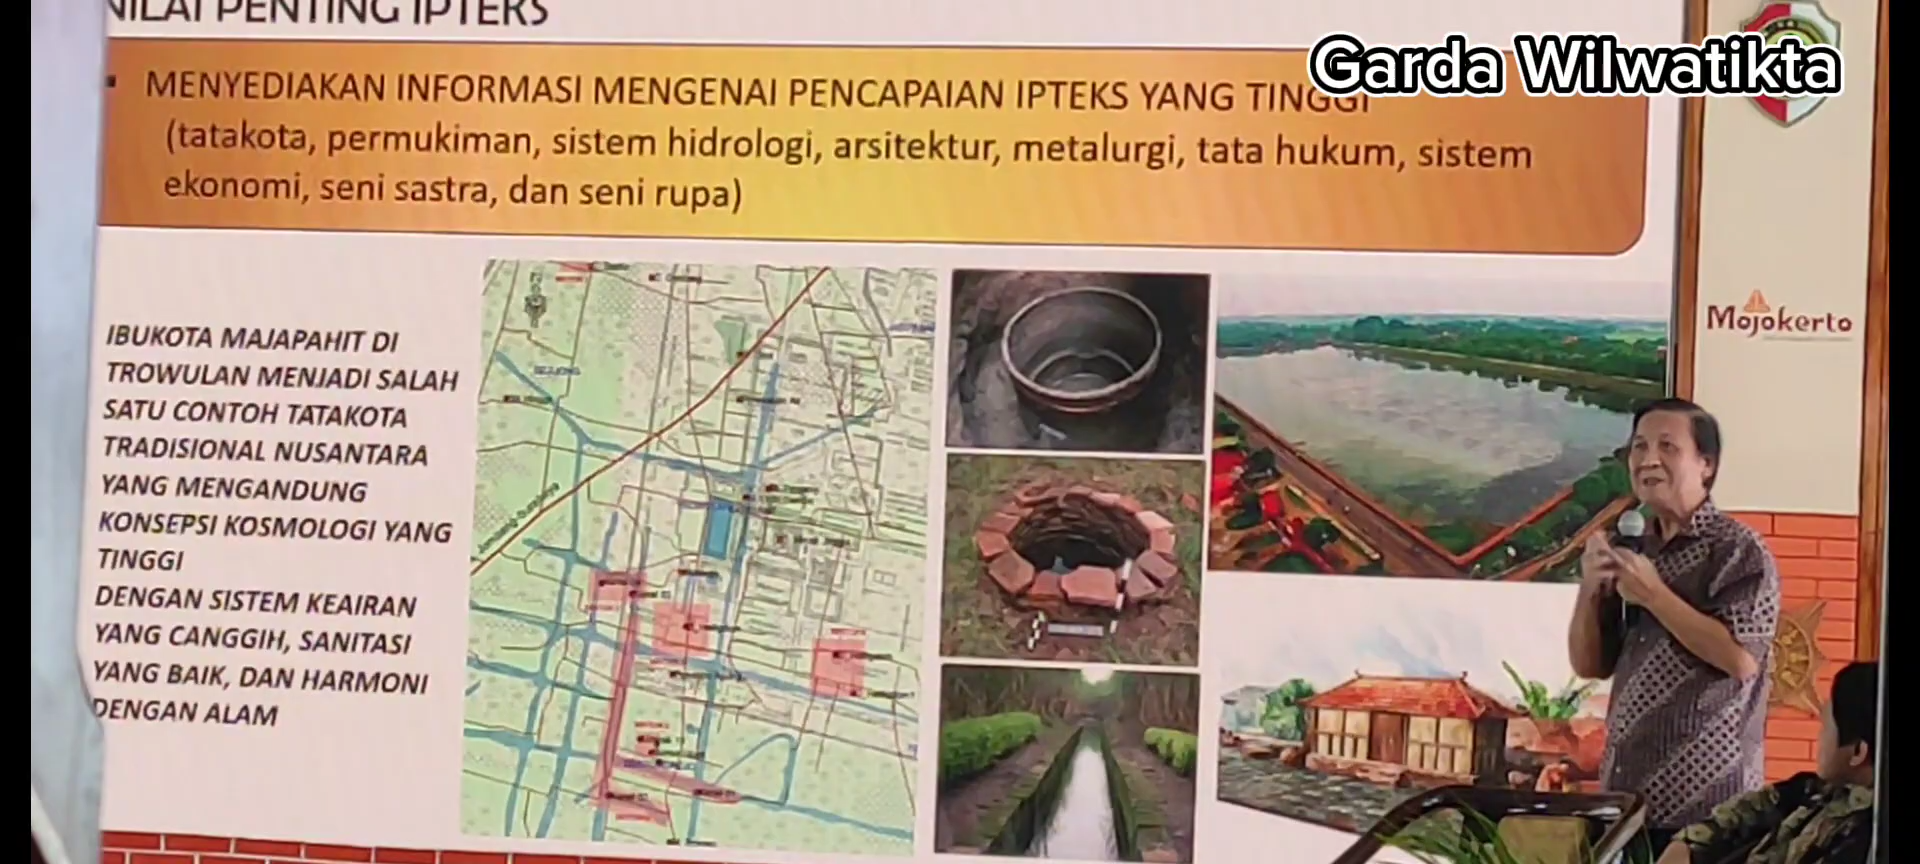 NILAI PENTING IPTEKS
Garda Wilwatikta
▪ MENYEDIAKAN INFORMASI MENGENAI PENCAPAIAN IPTEKS YANG TINGGI
(tatakota, permukiman, sistem hidrologi, arsitektur, metalurgi, tata hukum, sistem
ekonomi, seni sastra, dan seni rupa)
Mojokerto
IBUKOTA MAJAPAHIT DI
TROWULAN MENJADI SALAH
SATU CONTOH TATAKOTA
TRADISIONAL NUSANTARA
YANG MENGANDUNG
KONSEPSI KOSMOLOGI YANG
TINGGI
DENGAN SISTEM KEAIRAN
YANG CANGGIH, SANITASI
YANG BAIK, DAN HARMONI
DENGAN ALAM